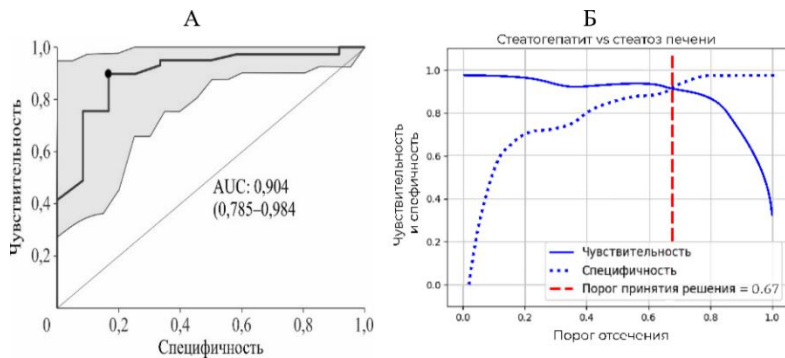 А
1,0
0,8
0,6
0,4
0,2
Чувствительность
AUC: 0,904
(0,785–0,984
0,2
0,4
0,6
0,8
1,0
Специфичность
Б
Стеатогепатит vs стеатоз печени
1.0
0.8
0.6
0.4
0.2
0.0
Чувствительность
и спефичность
Чувствительность
Специфичность
Порог принятия решения = 0.67
0.0
0.2
0.4
0.6
0.8
1.0
Порог отсечения